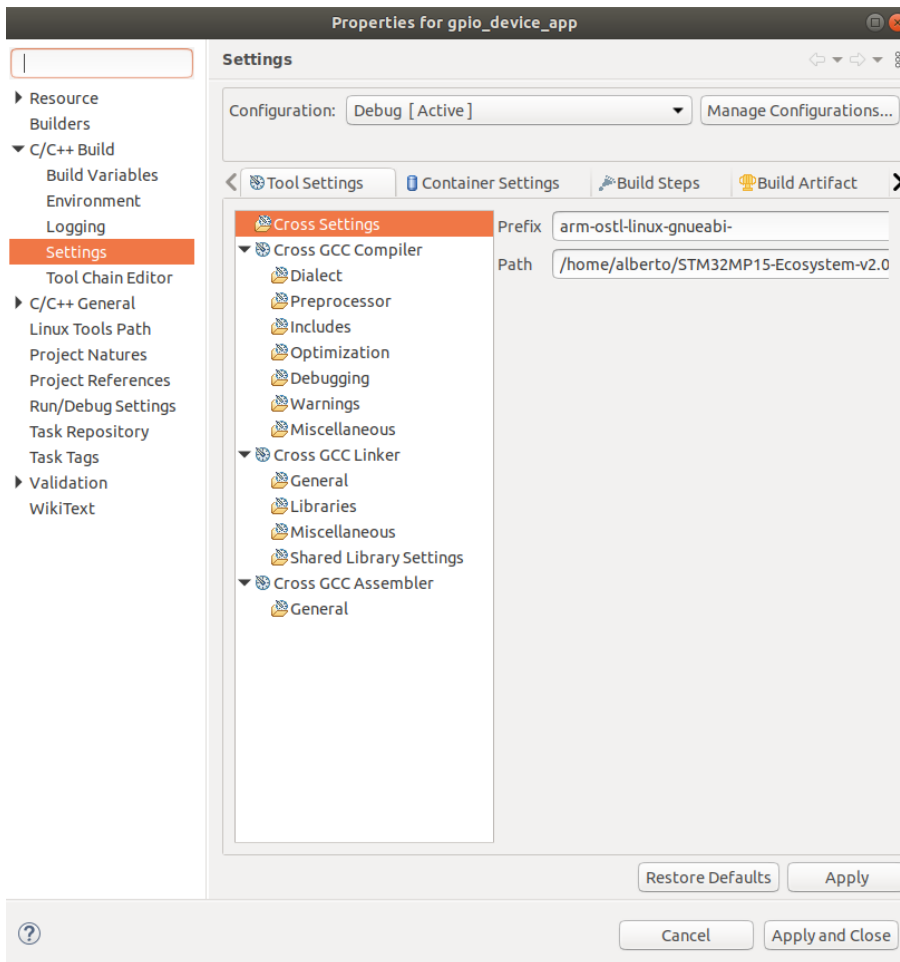 Properties for gpio_device_app
Settings
Resource
Builders
C/C++ Build
Build Variables
Environment
Logging
Settings
Tool Chain Editor
C/C++ General
Linux Tools Path
Project Natures
Project References
Run/Debug Settings
Task Repository
Task Tags
Validation
WikiText
Configuration: Debug [ Active ] Manage Configurations...
Tool Settings Container Settings Build Steps Build Artifact
Cross Settings
Cross GCC Compiler
Dialect
Preprocessor
Includes
Optimization
Debugging
Warnings
Miscellaneous
Cross GCC Linker
General
Libraries
Miscellaneous
Shared Library Settings
Cross GCC Assembler
General
Prefix arm-ostl-linux-gnueabi-
Path /home/alberto/STM32MP15-Ecosystem-v2.0
Restore Defaults Apply
? Cancel Apply and Close